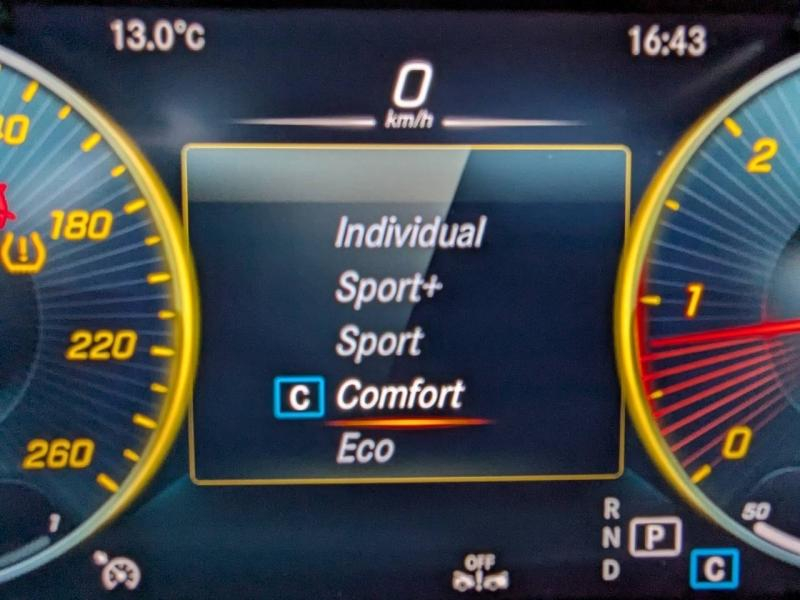 13.0°C
16:43
0
km/h
Individual
Sport+
Sport
C Comfort
Eco
180
220
260
1
2
1
0
50
OFF
R
N P
D
C